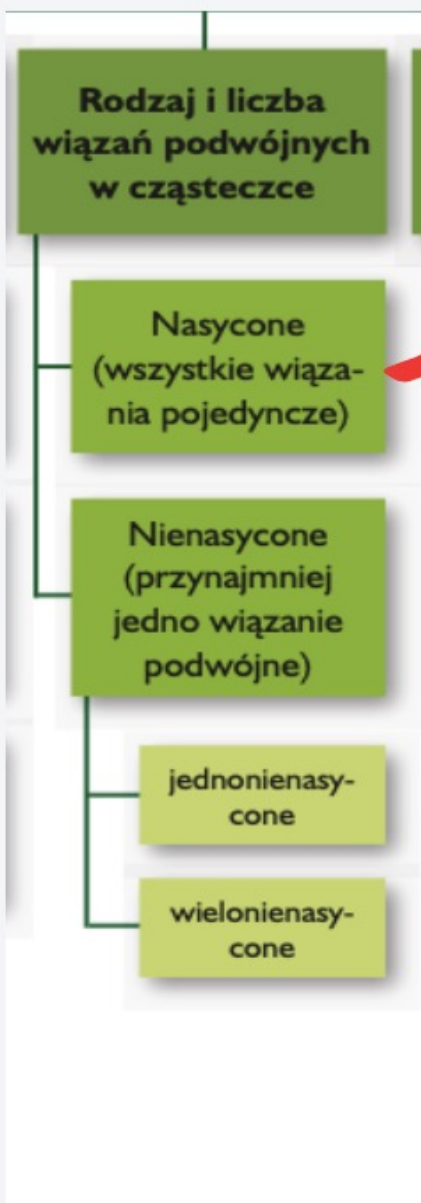 Rodzaj i liczba
wiązań podwójnych
w cząsteczce
Nasycone
(wszystkie wiąza-
nia pojedyncze)
Nienasycone
(przynajmniej
jedno wiązanie
podwójne)
jednonienasy-
cone
wielonienasy-
cone